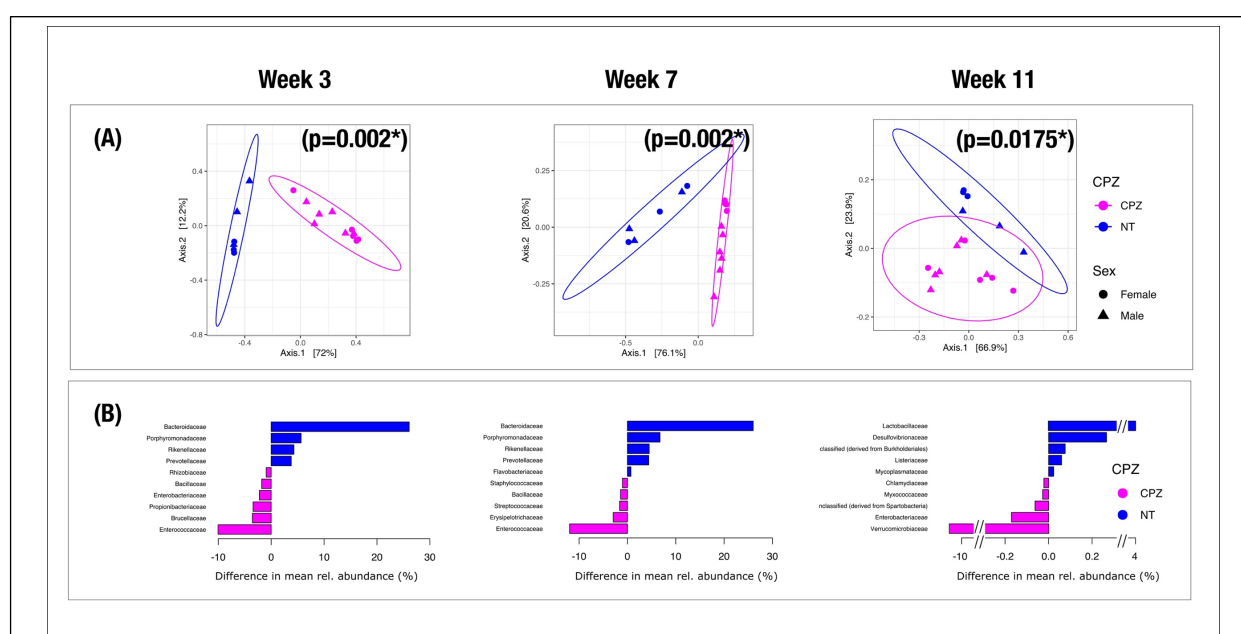 Week 3 Week 7 Week 11
(A)
(p=0.002*) (p=0.002*) (p=0.0175*)
0.4
0.0
-0.4
-0.8
Axis.2 [12.2%]
-0.4 0.0 0.4
Axis.1 [72%]
0.25
0.00
-0.25
Axis.2 [20.6%]
-0.5 0.0
Axis.1 [76.1%]
0.2
0.0
-0.2
Axis.2 [23.9%]
-0.3 0.0 0.3 0.6
Axis.1 [66.9%]
CPZ
CPZ
NT
Sex
Female
Male
(B)
Bacteroidaceae
Porphyromonadaceae
Rikenellaceae
Prevotellaceae
Rhizobiaceae
Bacillaceae
Enterobacteriaceae
Propionibacteriaceae
Brucellaceae
Enterococcaceae
-10 0 10 20 30
Difference in mean rel. abundance (%)
Bacteroidaceae
Porphyromonadaceae
Rikenellaceae
Prevotellaceae
Flavobacteriaceae
Staphylococcaceae
Bacillaceae
Streptococcaceae
Erysipelotrichaceae
Enterococcaceae
-10 0 10 20 30
Difference in mean rel. abundance (%)
Lactobacillaceae
Desulfovibrionaceae
classified (derived from Burkholderiales)
Listeriaceae
Mycoplasmataceae
Chlamydiaceae
Myxococcaceae
nclassified (derived from Spartobacteria)
Enterobacteriaceae
Verrucomicrobiaceae
-10 // -0.2 0.0 0.2 // 4
Difference in mean rel. abundance (%)
CPZ
CPZ
NT